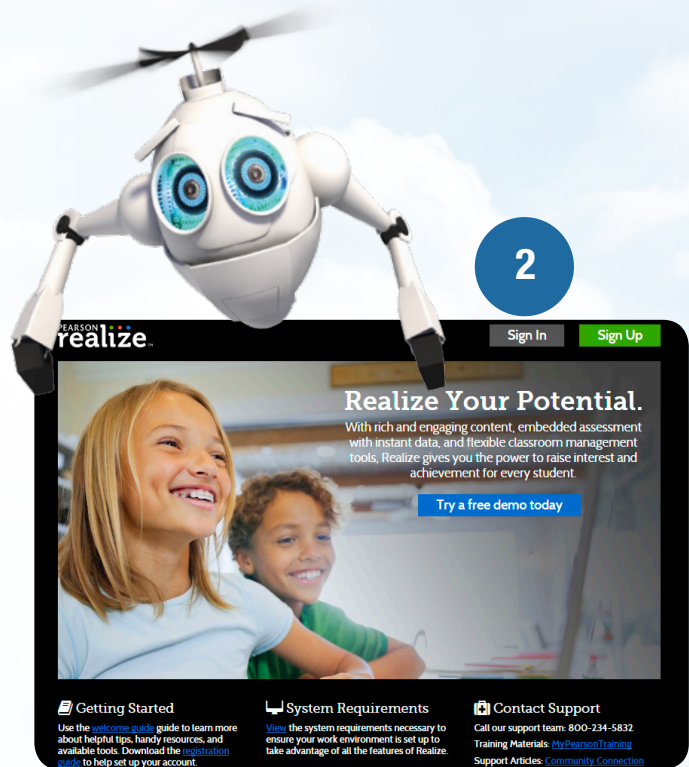 2
PEARSON
realize™
Sign In
Sign Up
Realize Your Potential.
With rich and engaging content, embedded assessment
with instant data, and flexible classroom management
tools, Realize gives you the power to raise interest and
achievement for every student.
Try a free demo today
Getting Started
Use the welcome guide guide to learn more
about helpful tips, handy resources, and
available tools. Download the registration
guide to help set up your account.
System Requirements
View the system requirements necessary to
ensure your work environment is set up to
take advantage of all the features of Realize.
Contact Support
Call our support team: 800-234-5832
Training Materials: MyPearsonTraining
Support Articles: Community Connection